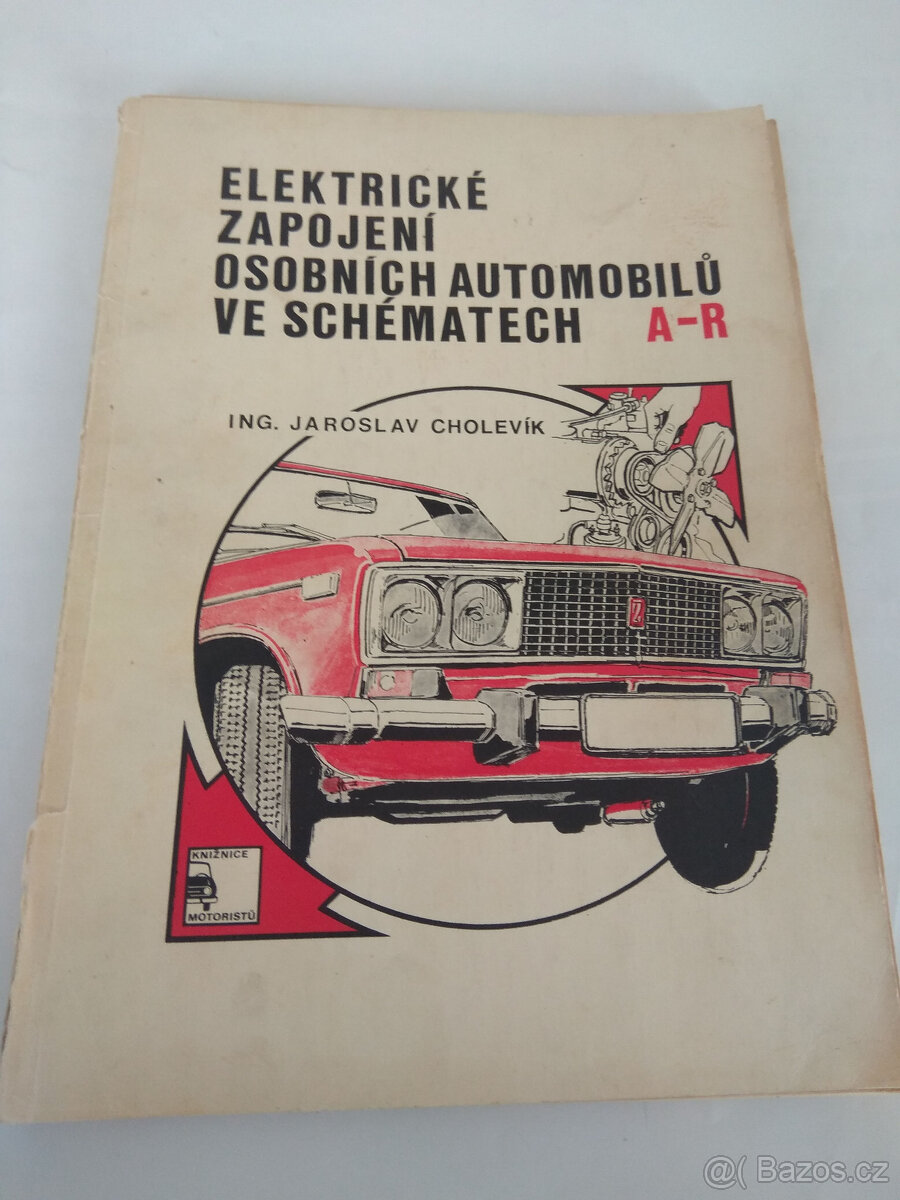 ELEKTRICKÉ
ZAPOJENÍ
OSOBNÍCH AUTOMOBILŮ
VE SCHÉMATECH A-R
ING. JAROSLAV CHOLEVÍK
KNIŽNICE
MOTORISTŮ
@( Bazos.cz